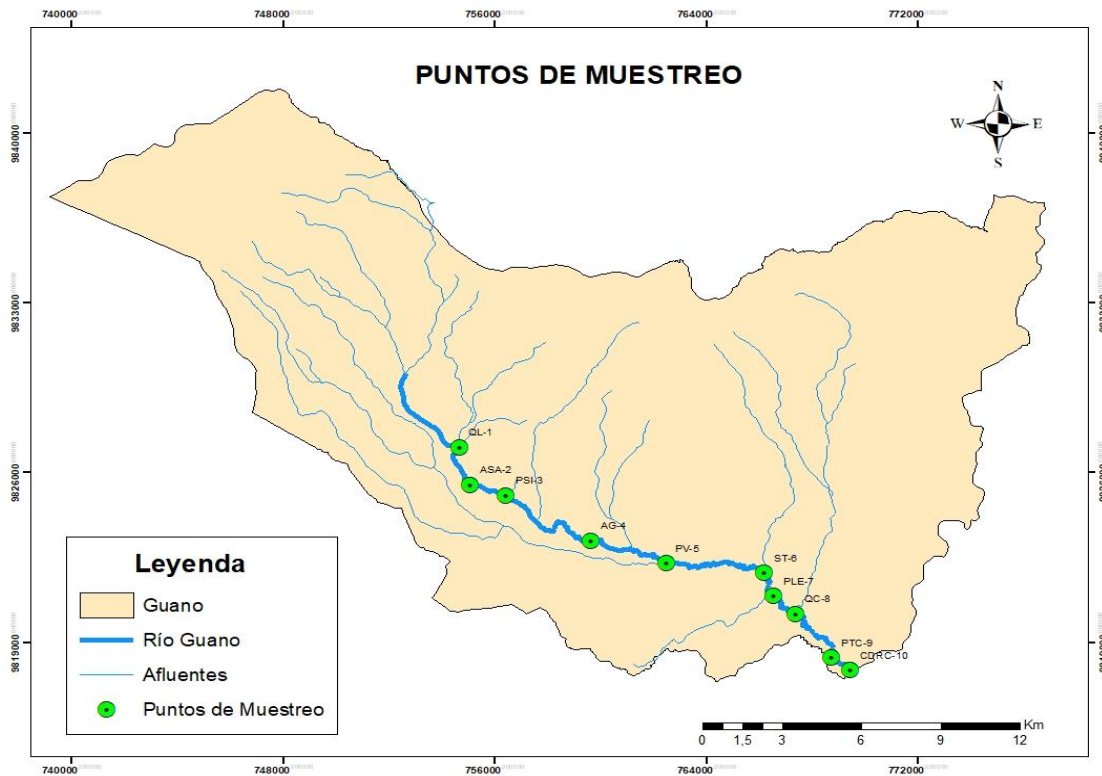 740000 748000 756000 764000 772000
PUNTOS DE MUESTREO
N
W E
S
9840000
9833000
9826000
9819000
QL-1
ASA-2
PSI-3
AG-4
PV-5
ST-6
PLE-7
QC-8
PTC-9
CDRC-10
Leyenda
Guano
Río Guano
Afluentes
Puntos de Muestreo
Km
0 1,5 3 6 9 12
740000 748000 756000 764000 772000